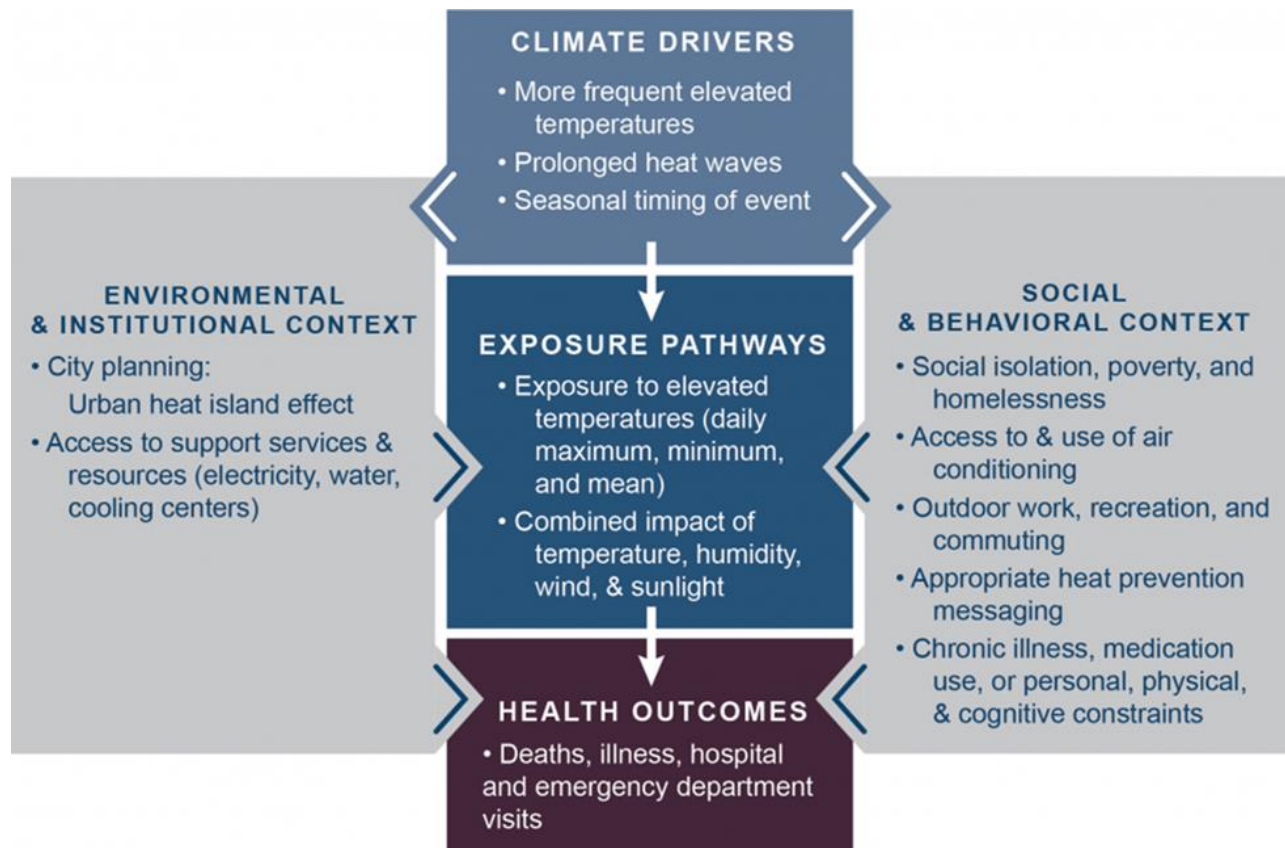 CLIMATE DRIVERS
• More frequent elevated
temperatures
• Prolonged heat waves
• Seasonal timing of event
ENVIRONMENTAL
& INSTITUTIONAL CONTEXT
• City planning:
Urban heat island effect
• Access to support services &
resources (electricity, water,
cooling centers)
EXPOSURE PATHWAYS
• Exposure to elevated
temperatures (daily
maximum, minimum,
and mean)
• Combined impact of
temperature, humidity,
wind, & sunlight
SOCIAL
& BEHAVIORAL CONTEXT
• Social isolation, poverty, and
homelessness
• Access to & use of air
conditioning
• Outdoor work, recreation, and
commuting
• Appropriate heat prevention
messaging
• Chronic illness, medication
use, or personal, physical,
& cognitive constraints
HEALTH OUTCOMES
• Deaths, illness, hospital
and emergency department
visits